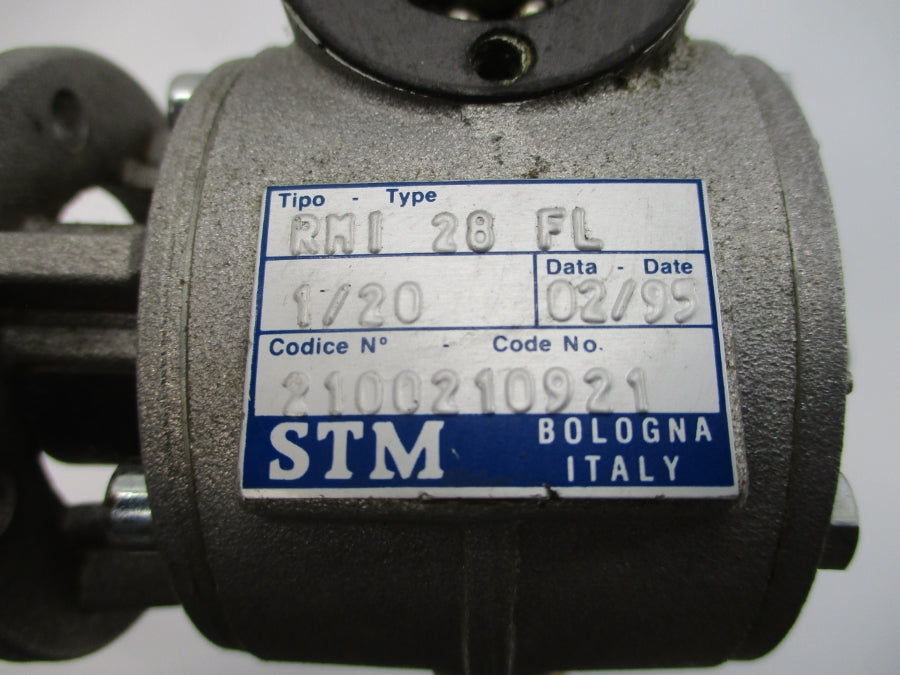 Tipo - Type
RMI 28 FL
Data - Date
1/20 02/95
Codice N° - Code No.
2100210921
STM BOLOGNA
ITALY